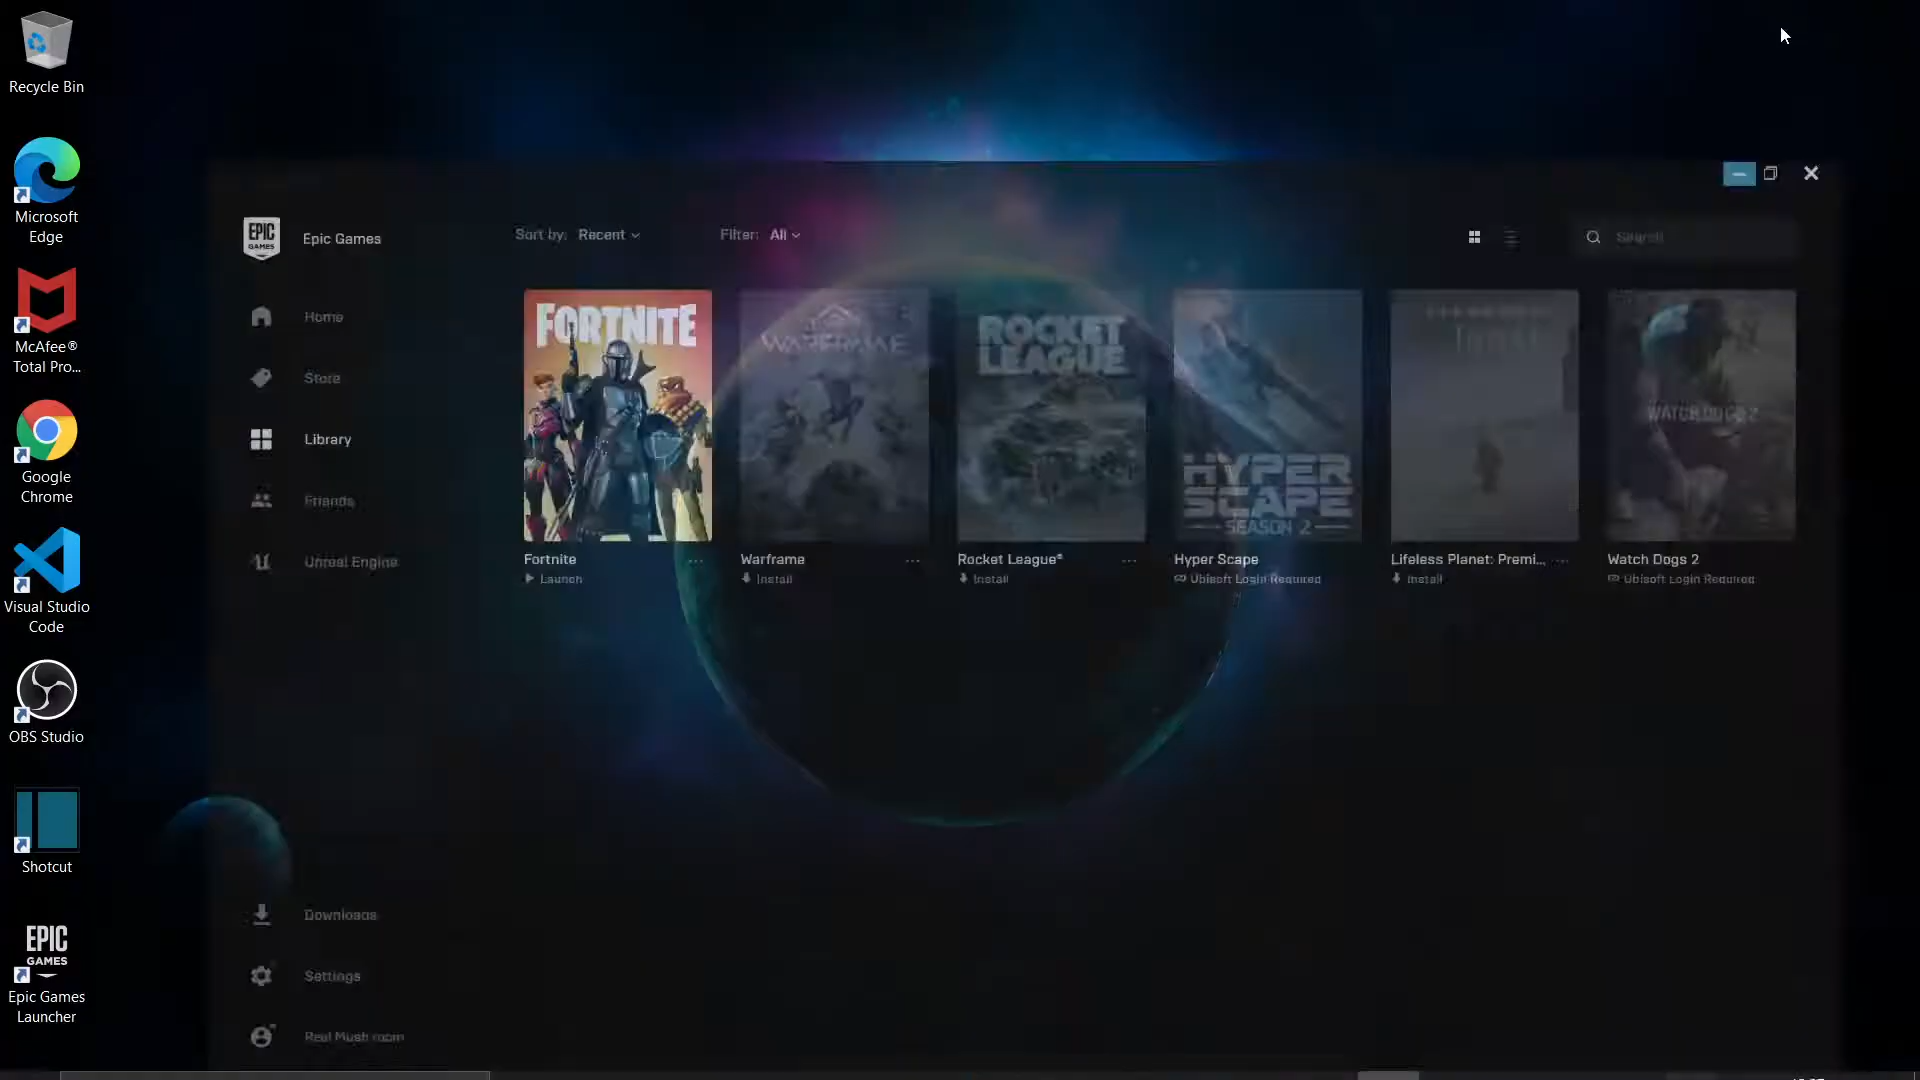 Recycle Bin
Microsoft
Edge
McAfee®
Total Pro...
Google
Chrome
Visual Studio
Code
OBS Studio
Shotcut
EPIC
GAMES
Epic Games
Launcher
EPIC
GAMES
Epic Games
Home
Store
Library
Friends
Unreal Engine
Downloads
Settings
Real Mushroom
Sort by: Recent
Filter: All
Search
FORTNITE
Fortnite
...
Launch
WARFRAME
Warframe
...
Install
ROCKET
LEAGUE
Rocket League®
...
Install
HYPER
SCAPE
SEASON 2
Hyper Scape
Ubisoft Login Required
Lifeless Planet: Premi...
...
Install
WATCH DOGS 2
Watch Dogs 2
Ubisoft Login Required